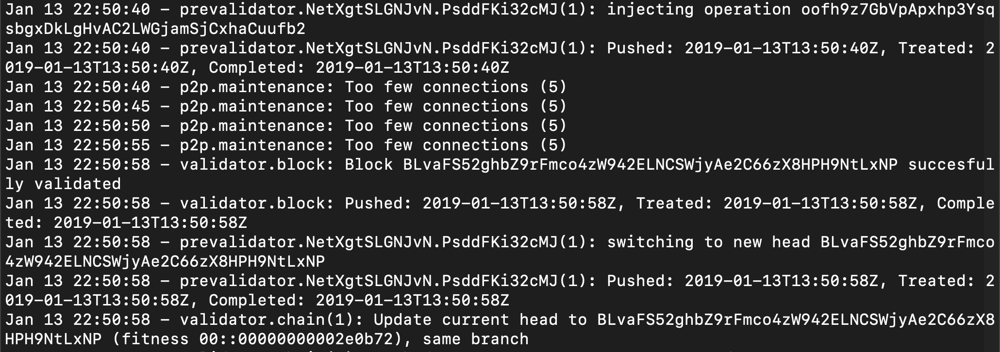 Jan 13 22:50:40 - prevalidator.NetXgtSLGNJvN.PsddFKi32cMJ(1): injecting operation oofh9z7GbVpApxhp3Ysq
sbgxDkLgHvAC2LWGjamSjCxhaCuufb2
Jan 13 22:50:40 - prevalidator.NetXgtSLGNJvN.PsddFKi32cMJ(1): Pushed: 2019-01-13T13:50:40Z, Treated: 2
019-01-13T13:50:40Z, Completed: 2019-01-13T13:50:40Z
Jan 13 22:50:40 - p2p.maintenance: Too few connections (5)
Jan 13 22:50:45 - p2p.maintenance: Too few connections (5)
Jan 13 22:50:50 - p2p.maintenance: Too few connections (5)
Jan 13 22:50:55 - p2p.maintenance: Too few connections (5)
Jan 13 22:50:58 - validator.block: Block BLvaFS52ghbZ9rFmco4zW942ELNCSWjyAe2C66zX8HPH9NtLxNP succesful
ly validated
Jan 13 22:50:58 - validator.block: Pushed: 2019-01-13T13:50:58Z, Treated: 2019-01-13T13:50:58Z, Comple
ted: 2019-01-13T13:50:58Z
Jan 13 22:50:58 - prevalidator.NetXgtSLGNJvN.PsddFKi32cMJ(1): switching to new head BLvaFS52ghbZ9rFmco
4zW942ELNCSWjyAe2C66zX8HPH9NtLxNP
Jan 13 22:50:58 - prevalidator.NetXgtSLGNJvN.PsddFKi32cMJ(1): Pushed: 2019-01-13T13:50:58Z, Treated: 2
019-01-13T13:50:58Z, Completed: 2019-01-13T13:50:58Z
Jan 13 22:50:58 - validator.chain(1): Update current head to BLvaFS52ghbZ9rFmco4zW942ELNCSWjyAe2C66zX8
HPH9NtLxNP (fitness 00::00000000002e0b72), same branch